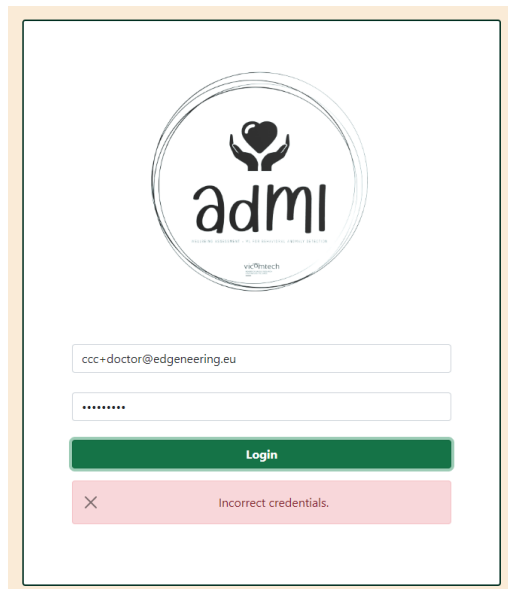 adMI
vicomtech
ccc+doctor@edgeneering.eu
•••••••••
Login
Incorrect credentials.